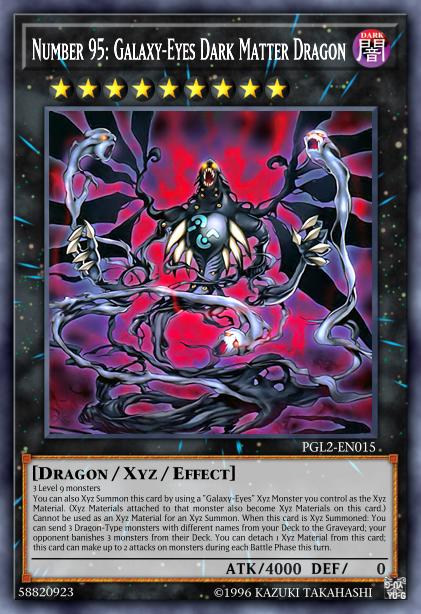 Number 95: Galaxy-Eyes Dark Matter Dragon
DARK
闇
PGL2-EN015
[Dragon / Xyz / Effect]
3 Level 9 monsters
You can also Xyz Summon this card by using a "Galaxy-Eyes" Xyz Monster you control as the Xyz
Material. (Xyz Materials attached to that monster also become Xyz Materials on this card.)
Cannot be used as an Xyz Material for an Xyz Summon. When this card is Xyz Summoned: You
can send 3 Dragon-Type monsters with different names from your Deck to the Graveyard; your
opponent banishes 3 monsters from their Deck. You can detach 1 Xyz Material from this card;
this card can make up to 2 attacks on monsters during each Battle Phase this turn.
ATK/4000 DEF/ 0
58820923
©1996 KAZUKI TAKAHASHI